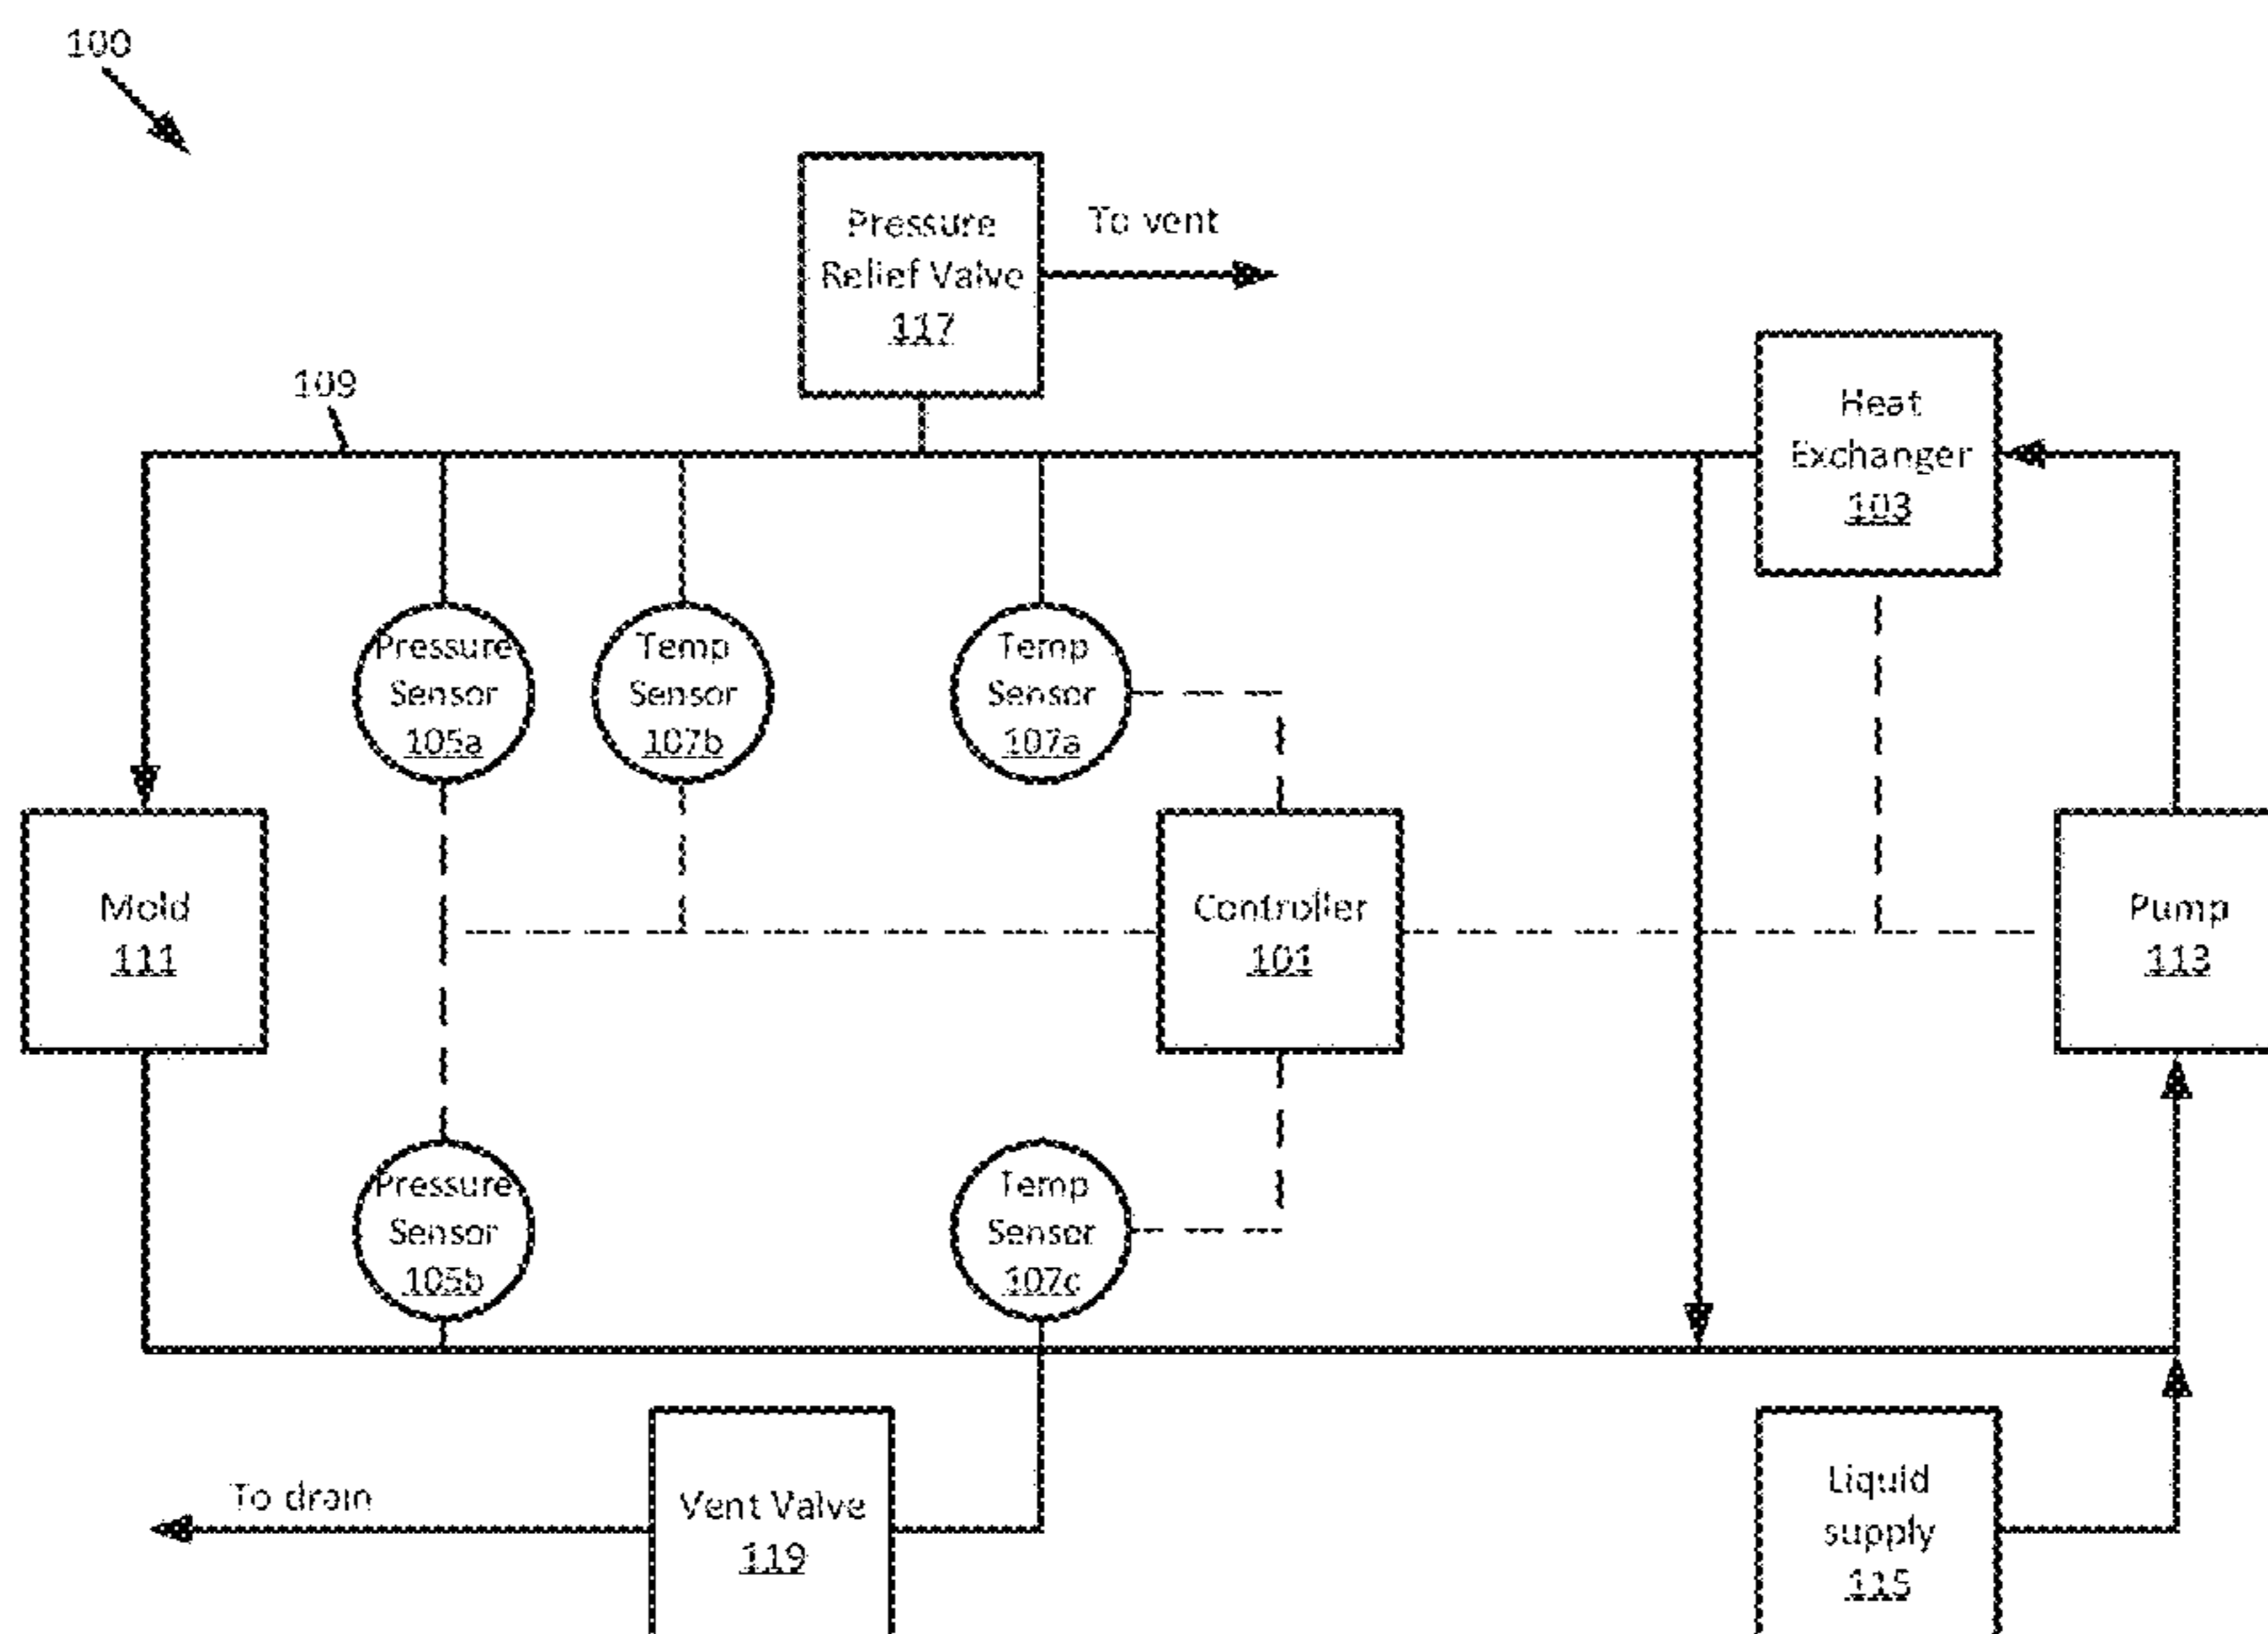 100
Pressure
Relief Valve
117
To vent
109
Heat
Exchanger
103
Pressure
Sensor
105a
Temp
Sensor
107b
Temp
Sensor
107a
Mold
111
Controller
101
Pump
113
Pressure
Sensor
105b
Temp
Sensor
107c
To drain
Vent Valve
119
Liquid
supply
115